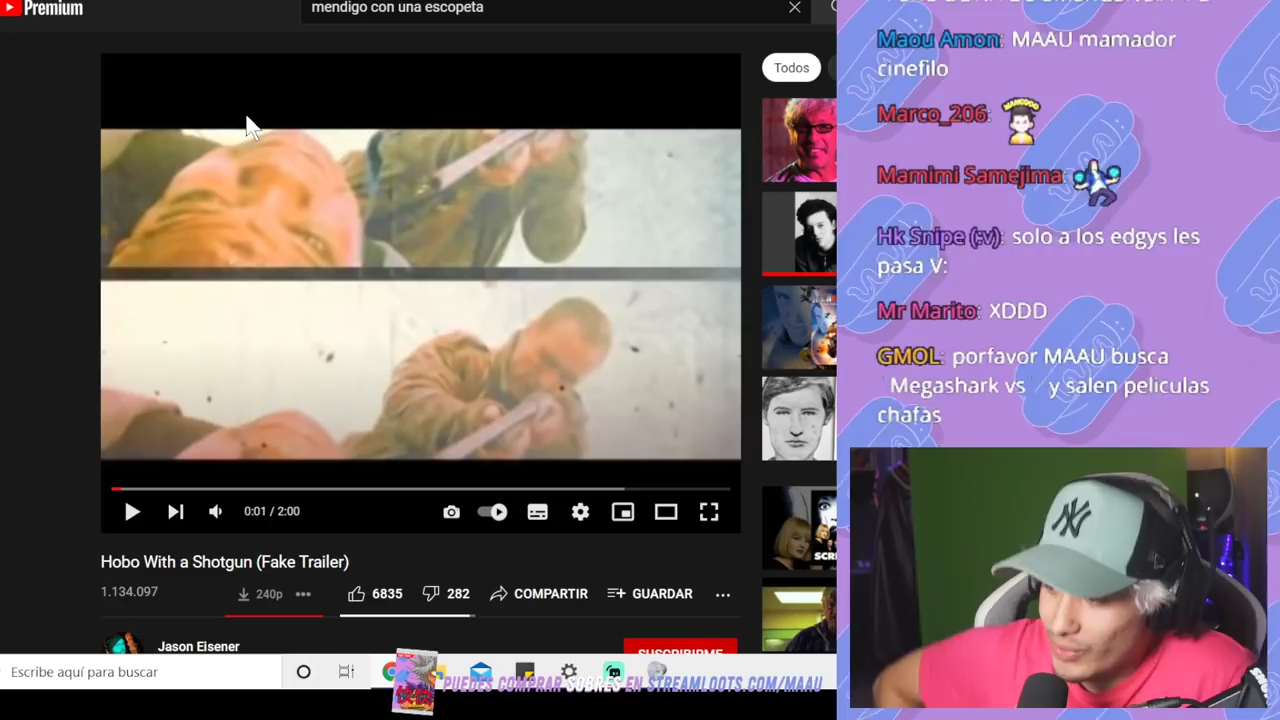 Premium
mendigo con una escopeta
Todos
0:01 / 2:00
Hobo With a Shotgun (Fake Trailer)
1.134.097
240p
6835
282
COMPARTIR
GUARDAR
Jason Eisener
SUSCRIBIRME
Escribe aquí para buscar
PUEDES COMPRAR SOBRES EN STREAMLOOTS.COM/MAAU
Maou Amon: MAAU mamador
cinefilo
Marco_206:
Mamimi Samejima:
Hk Snipe (:v): solo a los edgys les
pasa V:
Mr Marito: XDDD
GMOL: porfavor MAAU busca
Megashark vs y salen peliculas
chafas
NY